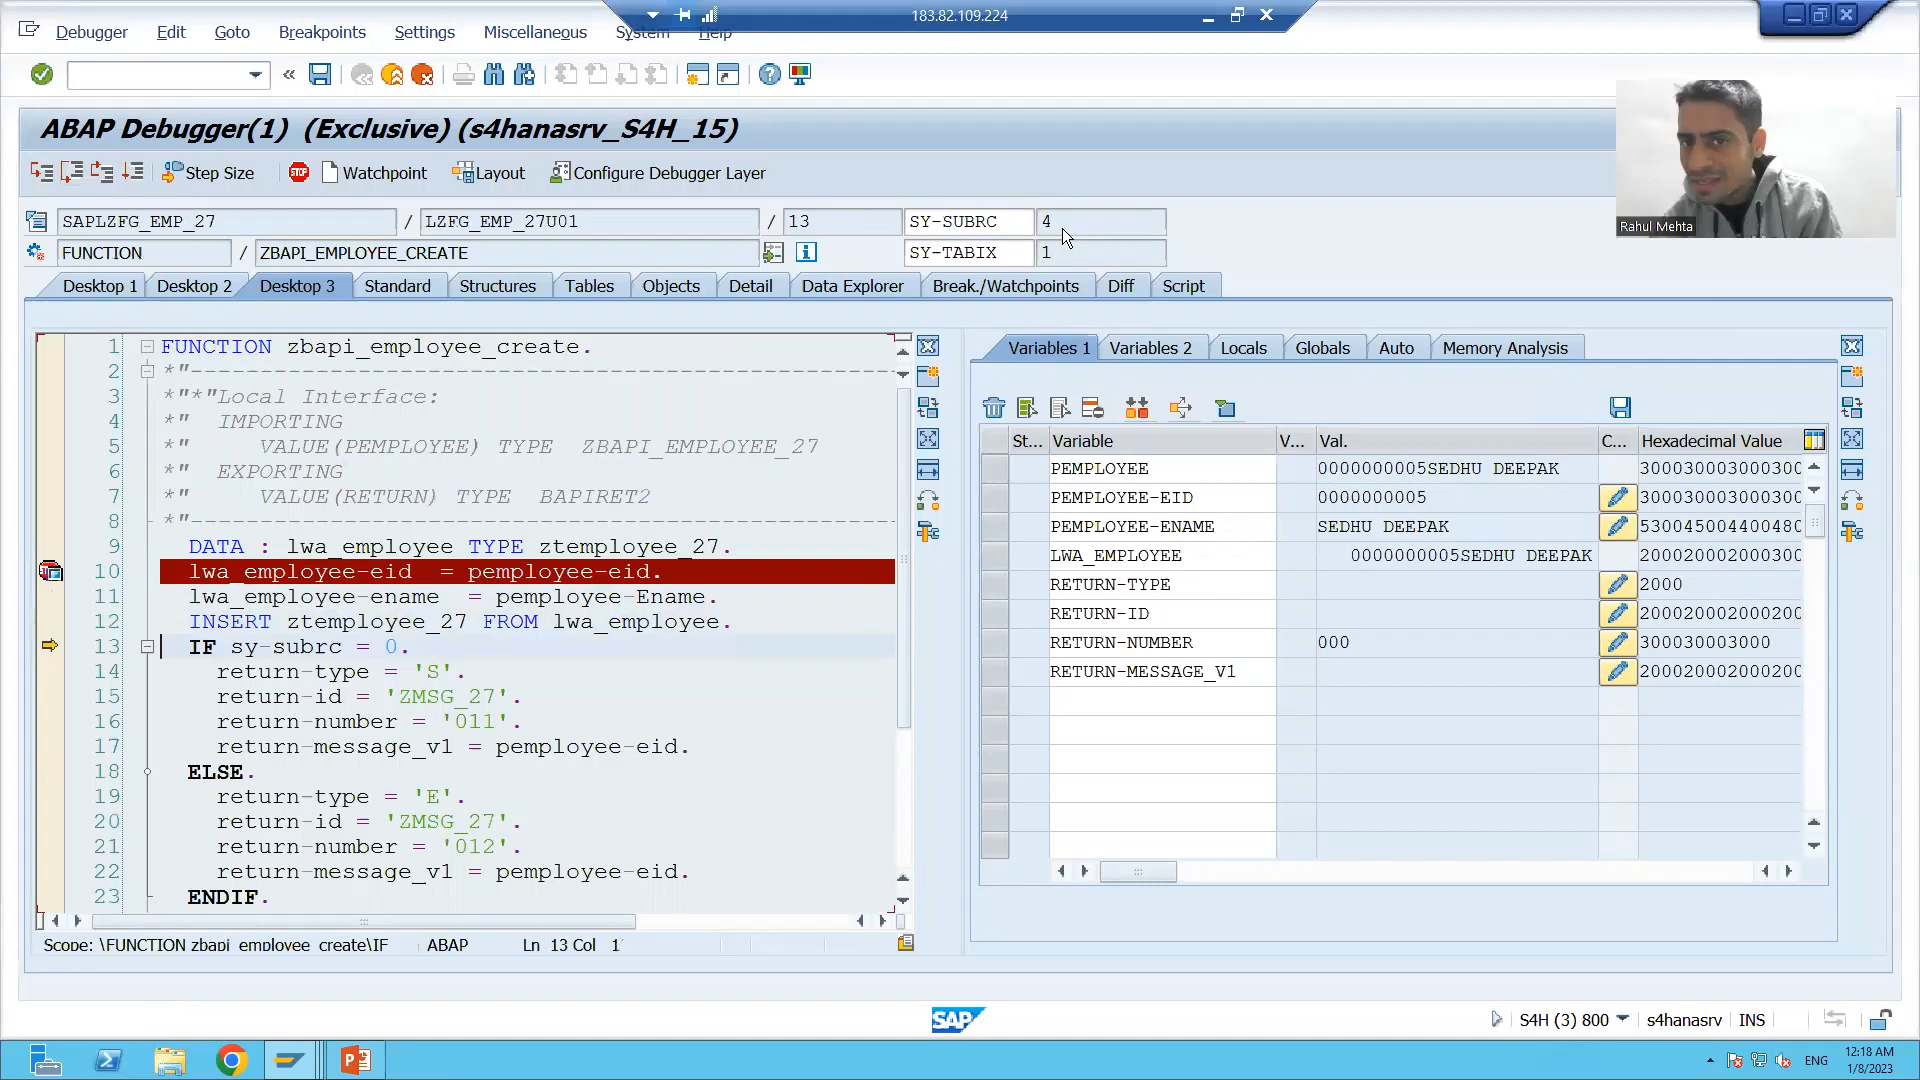 183.82.109.224
Debugger Edit Goto Breakpoints Settings Miscellaneous System Help
ABAP Debugger(1) (Exclusive) (s4hanasrv_S4H_15)
Step Size STOP Watchpoint Layout Configure Debugger Layer
Rahul Mehta
SAPLZFG_EMP_27 / LZFG_EMP_27U01 / 13 SY-SUBRC 4
FUNCTION / ZBAPI_EMPLOYEE_CREATE SY-TABIX 1
Desktop 1 Desktop 2 Desktop 3 Standard Structures Tables Objects Detail Data Explorer Break./Watchpoints Diff Script
1 FUNCTION zbapi_employee_create.
2 *"----------------------------------------------------
3 *"*"Local Interface:
4 *" IMPORTING
5 *" VALUE(PEMPLOYEE) TYPE ZBAPI_EMPLOYEE_27
6 *" EXPORTING
7 *" VALUE(RETURN) TYPE BAPIRET2
8 *"----------------------------------------------------
9 DATA : lwa_employee TYPE ztemployee_27.
10 lwa_employee-eid = pemployee-eid.
11 lwa_employee-ename = pemployee-Ename.
12 INSERT ztemployee_27 FROM lwa_employee.
13 IF sy-subrc = 0.
14 return-type = 'S'.
15 return-id = 'ZMSG_27'.
16 return-number = '011'.
17 return-message_v1 = pemployee-eid.
18 ELSE.
19 return-type = 'E'.
20 return-id = 'ZMSG_27'.
21 return-number = '012'.
22 return-message_v1 = pemployee-eid.
23 ENDIF.
Scope: \FUNCTION zbapi_employee_create\IF ABAP Ln 13 Col 1
Variables 1 Variables 2 Locals Globals Auto Memory Analysis
St... Variable V... Val. C... Hexadecimal Value
PEMPLOYEE 0000000005SEDHU DEEPAK 300030003000300
PEMPLOYEE-EID 0000000005 300030003000300
PEMPLOYEE-ENAME SEDHU DEEPAK 530045004400480
LWA_EMPLOYEE 0000000005SEDHU DEEPAK 200020002000300
RETURN-TYPE 2000
RETURN-ID 200020002000200
RETURN-NUMBER 000 300030003000
RETURN-MESSAGE_V1 200020002000200
SAP
S4H (3) 800 s4hanasrv INS
ENG
12:18 AM
1/8/2023